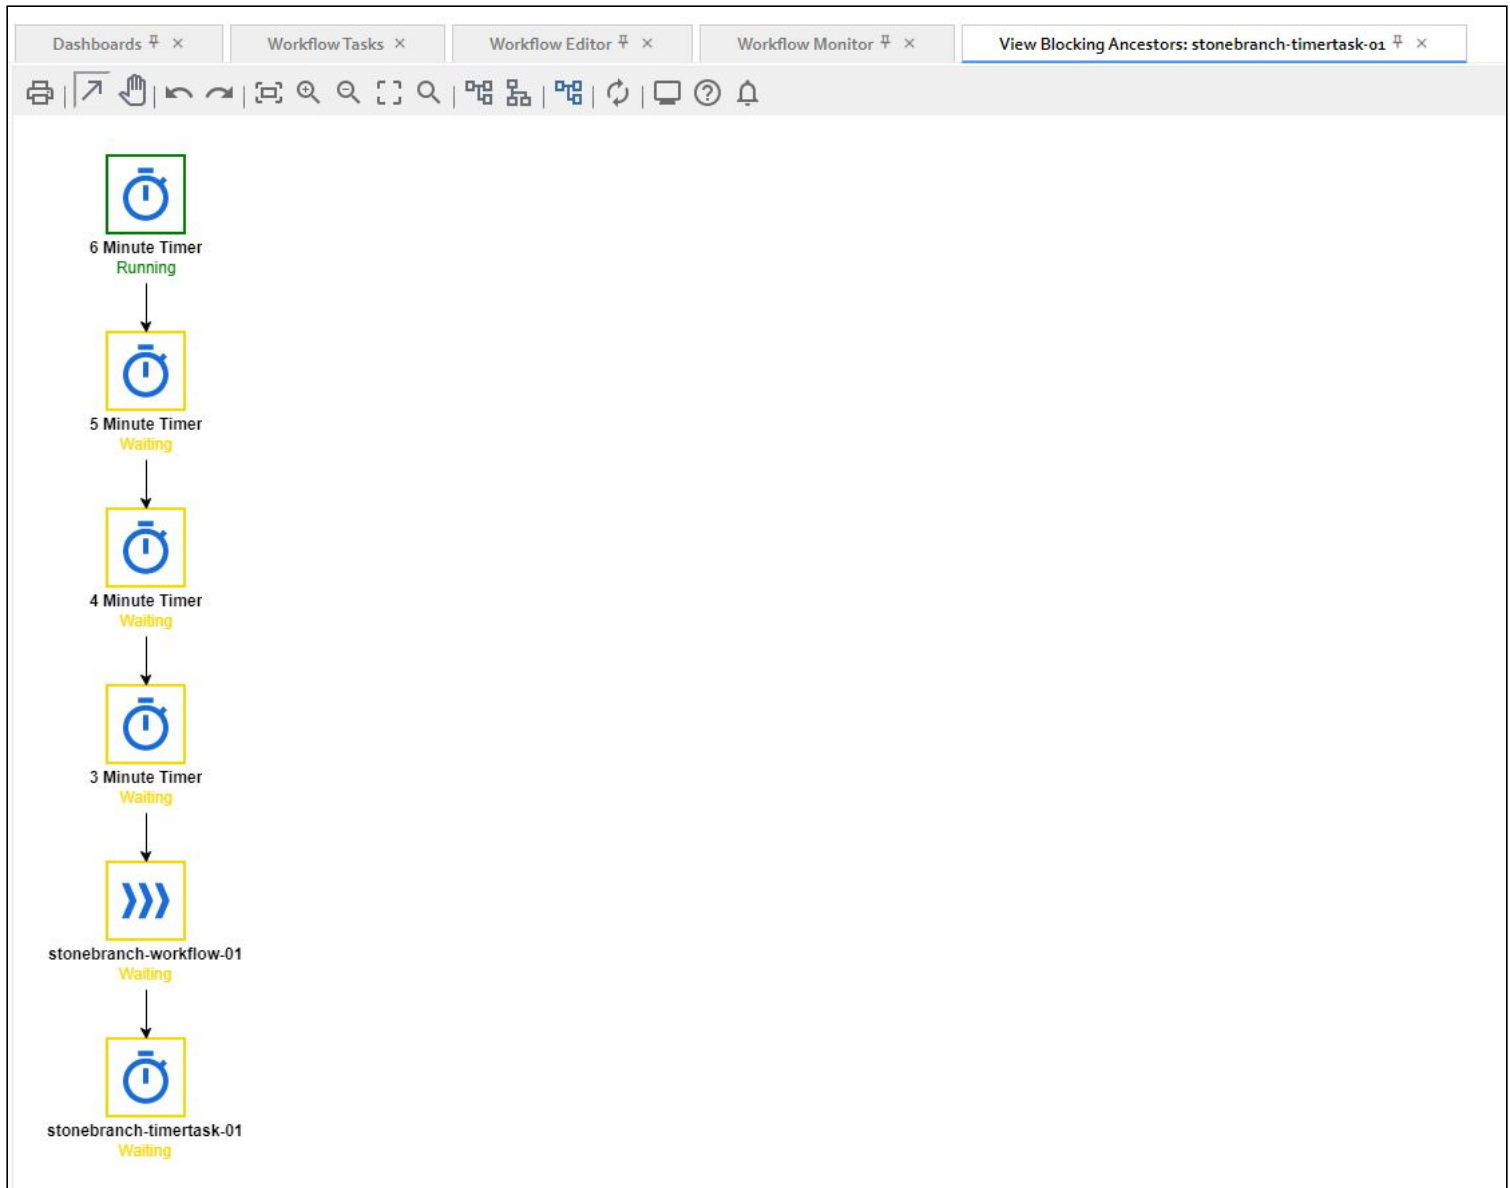 Dashboards
Workflow Tasks
Workflow Editor
Workflow Monitor
View Blocking Ancestors: stonebranch-timertask-01
6 Minute Timer
Running
5 Minute Timer
Waiting
4 Minute Timer
Waiting
3 Minute Timer
Waiting
stonebranch-workflow-01
Waiting
stonebranch-timertask-01
Waiting